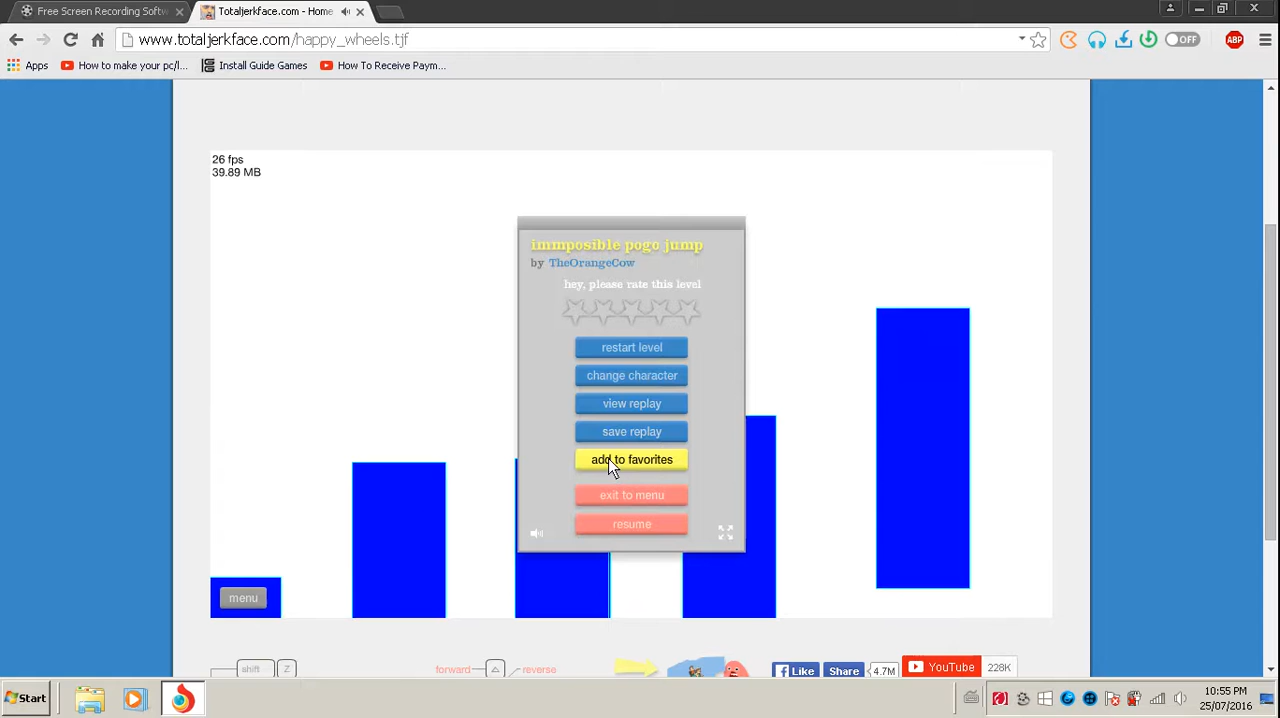 Free Screen Recording Softw
Totaljerkface.com - Home
www.totaljerkface.com/happy_wheels.tjf
OFF
ABP
Apps
How to make your pc/l...
Install Guide Games
How To Receive Paym...
26 fps
39.89 MB
immposible pogo jump
by TheOrangeCow
hey, please rate this level
restart level
change character
view replay
save replay
add to favorites
exit to menu
resume
menu
shift Z
forward reverse
Like Share 4.7M YouTube 228K
Start
10:55 PM
25/07/2016